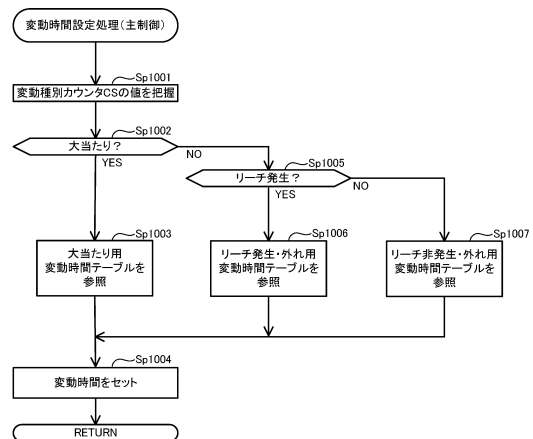 変動時間設定処理(主制御)
Sp1001
変動種別カウンタCSの値を把握
Sp1002
大当たり？
NO
YES
Sp1005
リーチ発生？
NO
YES
Sp1003
大当たり用
変動時間テーブルを
参照
Sp1006
リーチ発生・外れ用
変動時間テーブルを
参照
Sp1007
リーチ非発生・外れ用
変動時間テーブルを
参照
Sp1004
変動時間をセット
RETURN